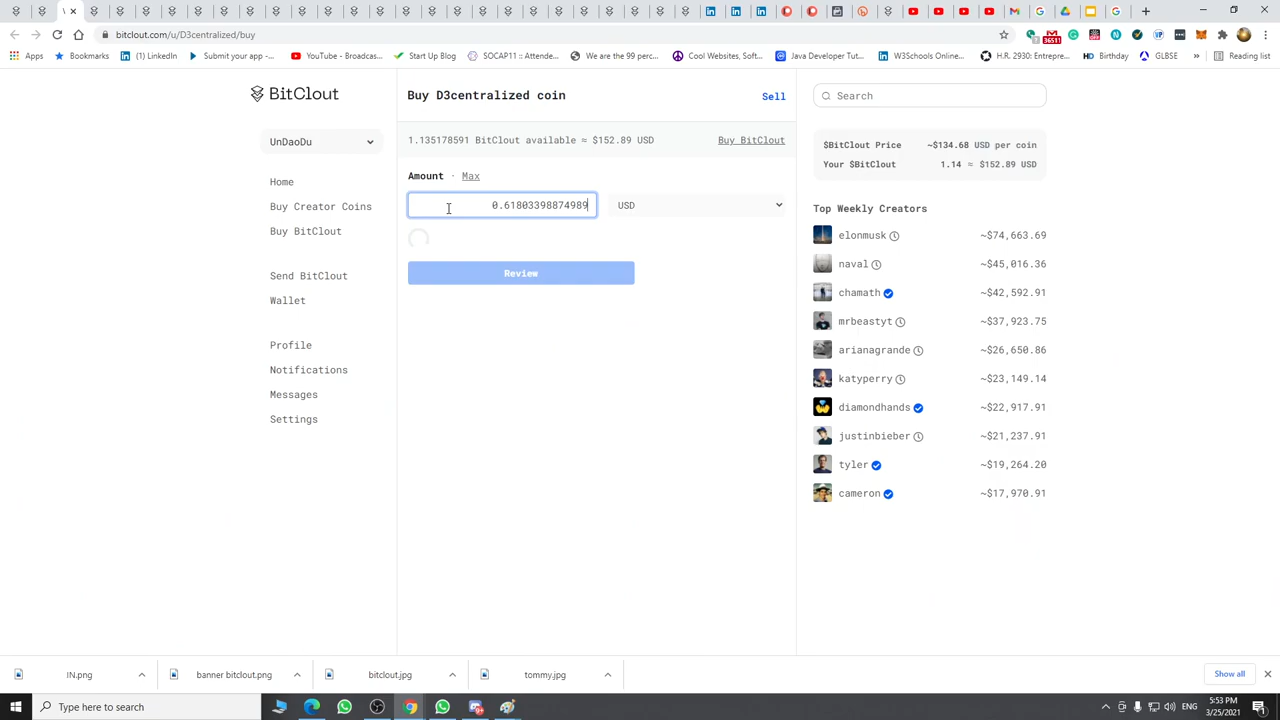 bitclout.com/u/D3centralized/buy
36591
Apps
Bookmarks
(1) LinkedIn
Submit your app -...
YouTube - Broadcas...
Start Up Blog
SOCAP11 :: Attende...
We are the 99 perce...
Cool Websites, Soft...
Java Developer Tut...
W3Schools Online...
H.R. 2930: Entrepre...
Birthday
GLBSE
»
Reading list
BitClout
UnDaoDu
Home
Buy Creator Coins
Buy BitClout
Send BitClout
Wallet
Profile
Notifications
Messages
Settings
Buy D3centralized coin
Sell
1.135178591 BitClout available ≈ $152.89 USD
Buy BitClout
Amount · Max
0.61803398874989
USD
Review
Search
$BitClout Price ~$134.68 USD per coin
Your $BitClout 1.14 ≈ $152.89 USD
Top Weekly Creators
elonmusk ~$74,663.69
naval ~$45,016.36
chamath ~$42,592.91
mrbeastyt ~$37,923.75
arianagrande ~$26,650.86
katyperry ~$23,149.14
diamondhands ~$22,917.91
justinbieber ~$21,237.91
tyler ~$19,264.20
cameron ~$17,970.91
IN.png
banner bitclout.png
bitclout.jpg
tommy.jpg
Show all
Type here to search
ENG
5:53 PM
3/25/2021